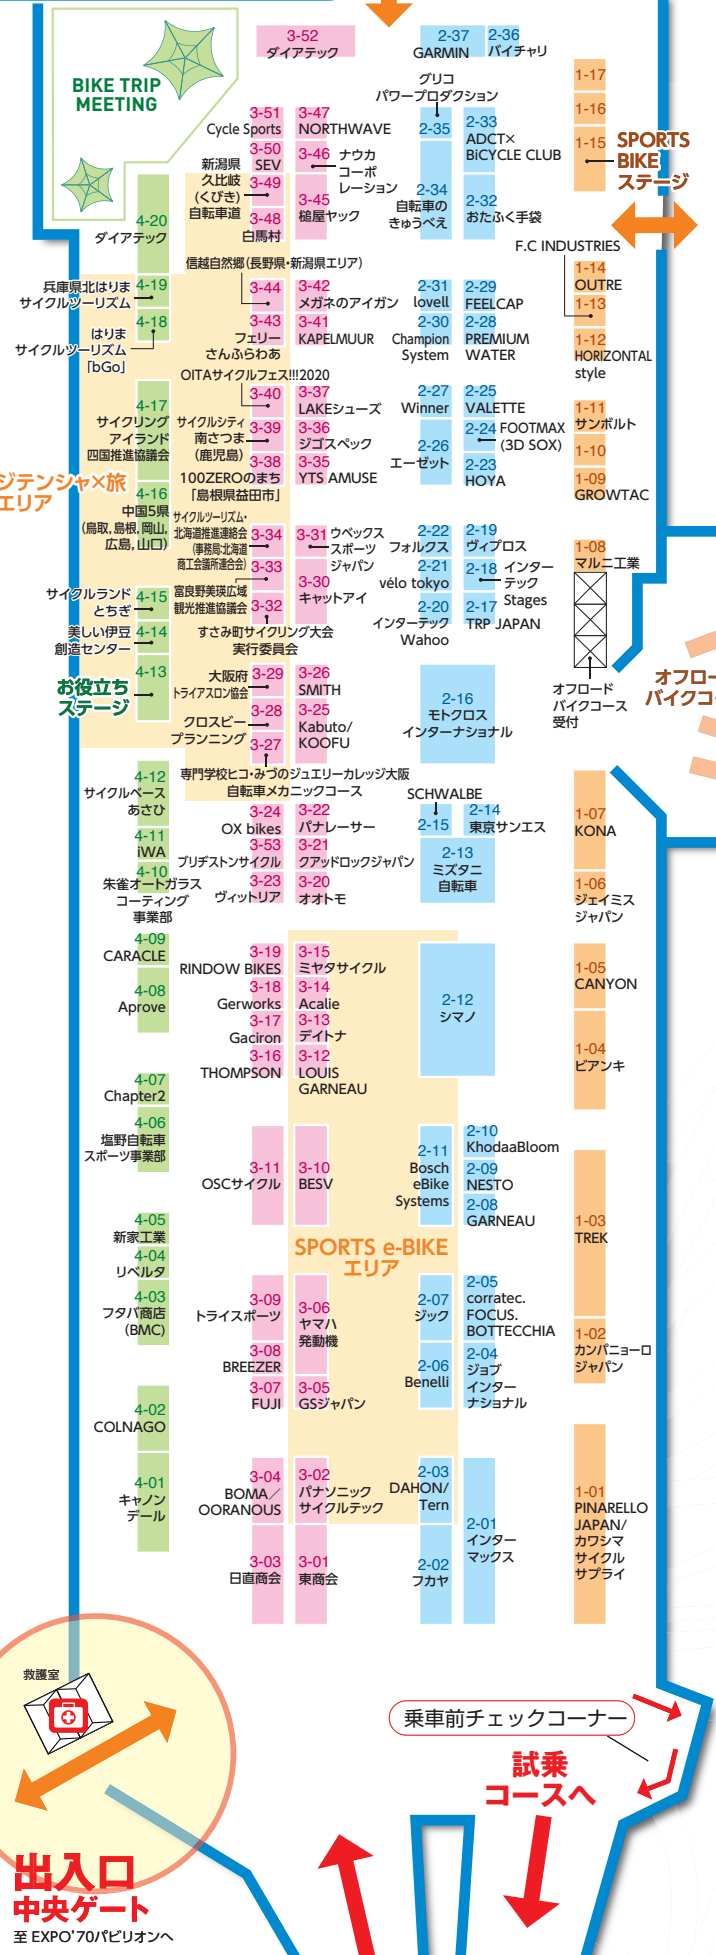 BIKE TRIP
MEETING
3-52
ダイアテック
2-37
GARMIN
2-36
バイチャリ
グリコ
パワープロダクション
2-35
1-17
1-16
1-15
SPORTS
BIKE
ステージ
3-51
Cycle Sports
3-47
NORTHWAVE
2-33
ADCT×
BiCYCLE CLUB
3-50
SEV
3-46
ナウカ
コーポ
レーション
新潟県
久比岐
(くびき)
自転車道
3-49
3-45
槌屋ヤック
3-48
白馬村
2-34
自転車の
きゅうべえ
2-32
おたふく手袋
4-20
ダイアテック
F.C INDUSTRIES
信越自然郷(長野県・新潟県エリア)
1-14
OUTRE
1-13
1-12
HORIZONTAL
style
兵庫県北はりま
サイクルツーリズム
4-19
はりま
サイクルツーリズム
「bGo」
4-18
3-44
3-42
メガネのアイガン
2-31
lovell
2-29
FEELCAP
3-43
フェリー
さんふらわあ
3-41
KAPELMUUR
2-30
Champion
System
2-28
PREMIUM
WATER
OITAサイクルフェス!!!2020
3-40
3-37
LAKEシューズ
2-27
Winner
2-25
VALETTE
1-11
サンボルト
4-17
サイクリング
アイランド
四国推進協議会
サイクルシティ
南さつま
(鹿児島)
3-39
3-36
ジゴスペック
2-26
エーゼット
2-24
FOOTMAX
(3D SOX)
1-10
3-38
100ZEROのまち
「島根県益田市」
3-35
YTS AMUSE
2-23
HOYA
1-09
GROWTAC
ジテンシャ×旅
エリア
4-16
中国5県
(鳥取,島根,岡山,
広島,山口)
サイクルツーリズム・
北海道推進連絡会
(事務局:北海道
商工会議所連合会)
3-34
3-31
ウベックス
スポーツ
ジャパン
2-22
フォルクス
2-19
ヴィプロス
1-08
マルニ工業
3-33
富良野美瑛広域
観光推進協議会
3-30
キャットアイ
2-21
vélo tokyo
2-18
インター
テック
Stages
サイクルランド
とちぎ
4-15
3-32
すさみ町サイクリング大会
実行委員会
2-20
インターテック
Wahoo
2-17
TRP JAPAN
美しい伊豆
創造センター
4-14
お役立ち
ステージ
4-13
大阪府
トライアスロン協会
3-29
3-26
SMITH
2-16
モトクロス
インターナショナル
オフロード
バイクコース
受付
オフロー
バイクコ
クロスビー
プランニング
3-28
3-25
Kabuto/
KOOFU
3-27
専門学校ヒコ・みづのジュエリーカレッジ大阪
自転車メカニックコース
4-12
サイクルベース
あさひ
SCHWALBE
2-15
2-14
東京サンエス
1-07
KONA
3-24
OX bikes
3-22
パナレーサー
4-11
iWA
3-53
ブリヂストンサイクル
3-21
クアッドロックジャパン
2-13
ミズタニ
自転車
4-10
朱雀オートガラス
コーティング
事業部
3-23
ヴィットリア
3-20
オオトモ
1-06
ジェイミス
ジャパン
4-09
CARACLE
3-19
RINDOW BIKES
3-15
ミヤタサイクル
2-12
シマノ
1-05
CANYON
4-08
Aprove
3-18
Gerworks
3-14
Acalie
3-17
Gaciron
3-13
デイトナ
3-16
THOMPSON
3-12
LOUIS
GARNEAU
1-04
ビアンキ
4-07
Chapter2
4-06
塩野自転車
スポーツ事業部
3-11
OSCサイクル
3-10
BESV
2-11
Bosch
eBike
Systems
2-10
KhodaaBloom
2-09
NESTO
2-08
GARNEAU
1-03
TREK
4-05
新家工業
4-04
リベルタ
4-03
フタバ商店
(BMC)
SPORTS e-BIKE
エリア
3-09
トライスポーツ
3-06
ヤマハ
発動機
2-07
ジック
2-05
corratec.
FOCUS.
BOTTECCHIA
1-02
カンパニョーロ
ジャパン
3-08
BREEZER
2-06
Benelli
2-04
ジョブ
インター
ナショナル
3-07
FUJI
3-05
GSジャパン
4-02
COLNAGO
4-01
キャノン
デール
3-04
BOMA／
OORANOUS
3-02
パナソニック
サイクルテック
2-03
DAHON/
Tern
2-01
インター
マックス
1-01
PINARELLO
JAPAN/
カワシマ
サイクル
サプライ
3-03
日直商会
3-01
東商会
2-02
フカヤ
救護室
乗車前チェックコーナー
試乗
コースへ
出入口
中央ゲート
至 EXPO'70パビリオンへ